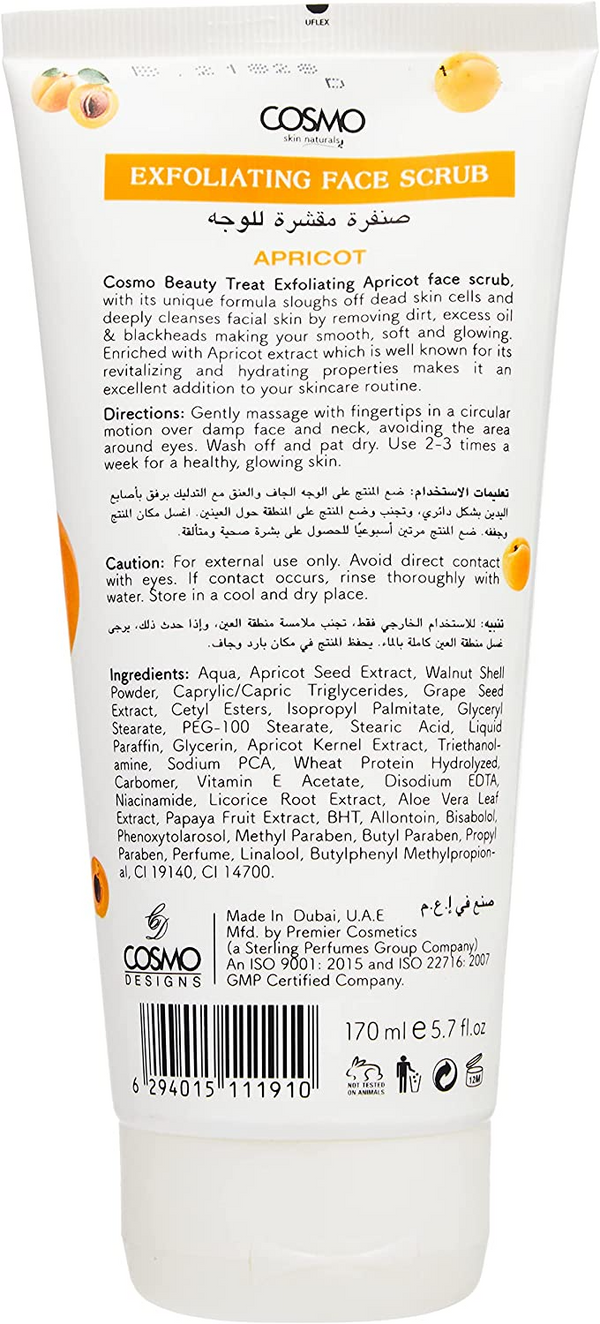 UFLEX
COSMO
skin naturals
EXFOLIATING FACE SCRUB
صنفرة مقشرة للوجه
APRICOT
Cosmo Beauty Treat Exfoliating Apricot face scrub,
with its unique formula sloughs off dead skin cells and
deeply cleanses facial skin by removing dirt, excess oil
& blackheads making your smooth, soft and glowing.
Enriched with Apricot extract which is well known for its
revitalizing and hydrating properties makes it an
excellent addition to your skincare routine.
Directions: Gently massage with fingertips in a circular
motion over damp face and neck, avoiding the area
around eyes. Wash off and pat dry. Use 2-3 times a
week for a healthy, glowing skin.
تعليمات الاستخدام: ضع المنتج على الوجه الجاف والعنق مع التدليك برفق بأصابع
اليدين بشكل دائري، وتجنب وضع المنتج على المنطقة حول العينين. اغسل مكان المنتج
وجففه. ضع المنتج مرتين أسبوعيًا للحصول على بشرة صحية ومتألقة.
Caution: For external use only. Avoid direct contact
with eyes. If contact occurs, rinse thoroughly with
water. Store in a cool and dry place.
تنبيه: للاستخدام الخارجي فقط، تجنب ملامسة منطقة العين، وإذا حدث ذلك، يرجى
غسل منطقة العين كاملة بالماء. يحفظ المنتج في مكان بارد وجاف.
Ingredients: Aqua, Apricot Seed Extract, Walnut Shell
Powder, Caprylic/Capric Triglycerides, Grape Seed
Extract, Cetyl Esters, Isopropyl Palmitate, Glyceryl
Stearate, PEG-100 Stearate, Stearic Acid, Liquid
Paraffin, Glycerin, Apricot Kernel Extract, Triethanol-
amine, Sodium PCA, Wheat Protein Hydrolyzed,
Carbomer, Vitamin E Acetate, Disodium EDTA,
Niacinamide, Licorice Root Extract, Aloe Vera Leaf
Extract, Papaya Fruit Extract, BHT, Allontoin, Bisabolol,
Phenoxytolarosol, Methyl Paraben, Butyl Paraben, Propyl
Paraben, Perfume, Linalool, Butylphenyl Methylpropion-
al, CI 19140, CI 14700.
صنع في إ.ع.م
Made In Dubai, U.A.E
Mfd. by Premier Cosmetics
(a Sterling Perfumes Group Company)
An ISO 9001: 2015 and ISO 22716: 2007
GMP Certified Company.
COSMO
DESIGNS
170 ml e 5.7 fl.oz
6 294015 111910
NOT TESTED
ON ANIMALS
12M